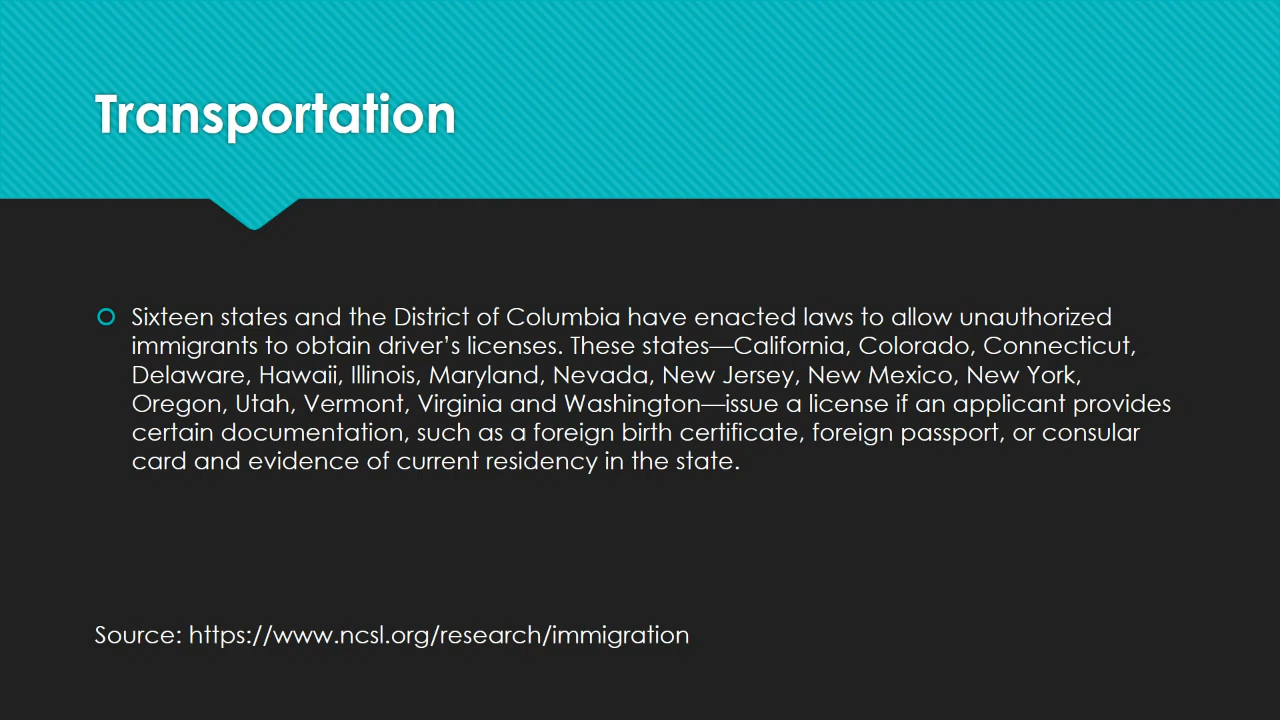 Transportation
Sixteen states and the District of Columbia have enacted laws to allow unauthorized
immigrants to obtain driver’s licenses. These states—California, Colorado, Connecticut,
Delaware, Hawaii, Illinois, Maryland, Nevada, New Jersey, New Mexico, New York,
Oregon, Utah, Vermont, Virginia and Washington—issue a license if an applicant provides
certain documentation, such as a foreign birth certificate, foreign passport, or consular
card and evidence of current residency in the state.
Source: https://www.ncsl.org/research/immigration